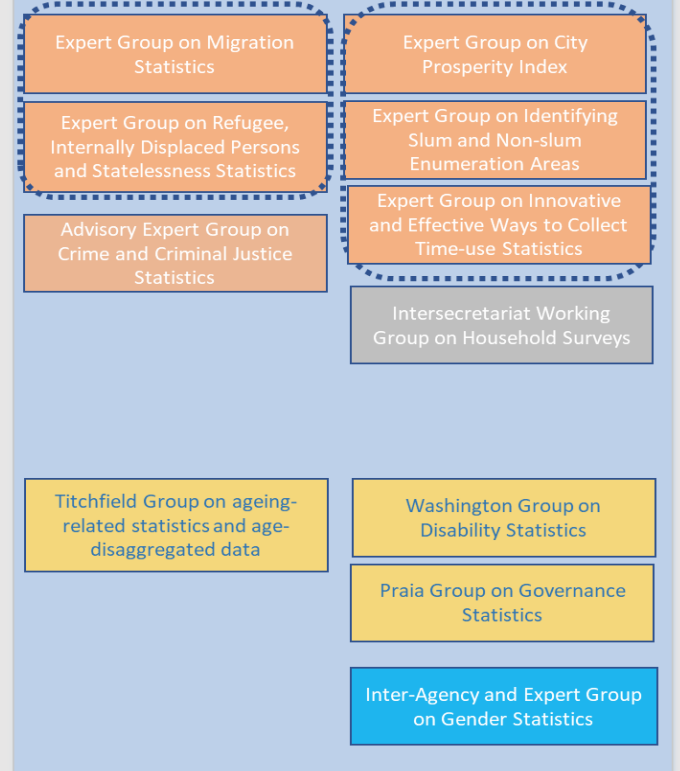 Expert Group on Migration
Statistics
Expert Group on Refugee,
Internally Displaced Persons
and Statelessness Statistics
Advisory Expert Group on
Crime and Criminal Justice
Statistics
Expert Group on City
Prosperity Index
Expert Group on Identifying
Slum and Non-slum
Enumeration Areas
Expert Group on Innovative
and Effective Ways to Collect
Time-use Statistics
Intersecretariat Working
Group on Household Surveys
Titchfield Group on ageing-
related statistics and age-
disaggregated data
Washington Group on
Disability Statistics
Praia Group on Governance
Statistics
Inter-Agency and Expert Group
on Gender Statistics